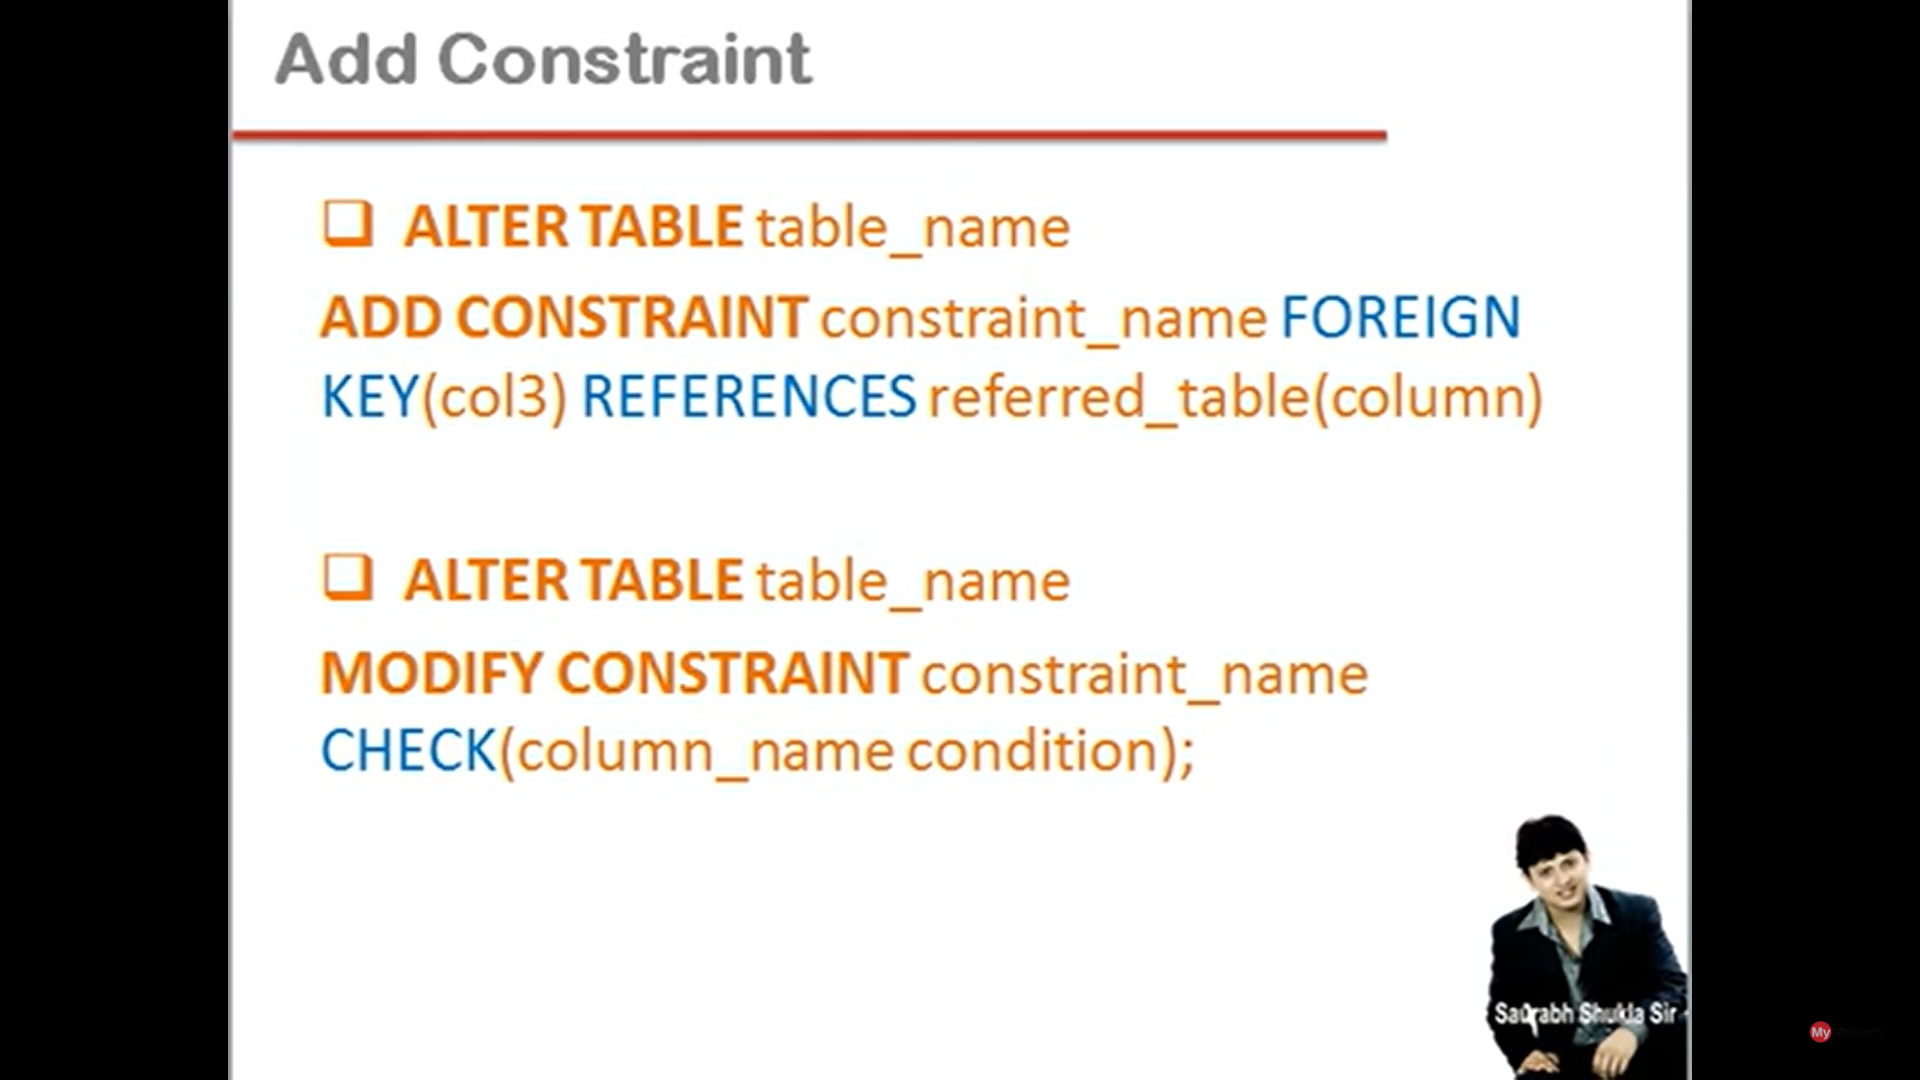 Add Constraint
ALTER TABLE table_name
ADD CONSTRAINT constraint_name FOREIGN
KEY(col3) REFERENCES referred_table(column)
ALTER TABLE table_name
MODIFY CONSTRAINT constraint_name
CHECK(column_name condition);
Saurabh Shukla Sir
My